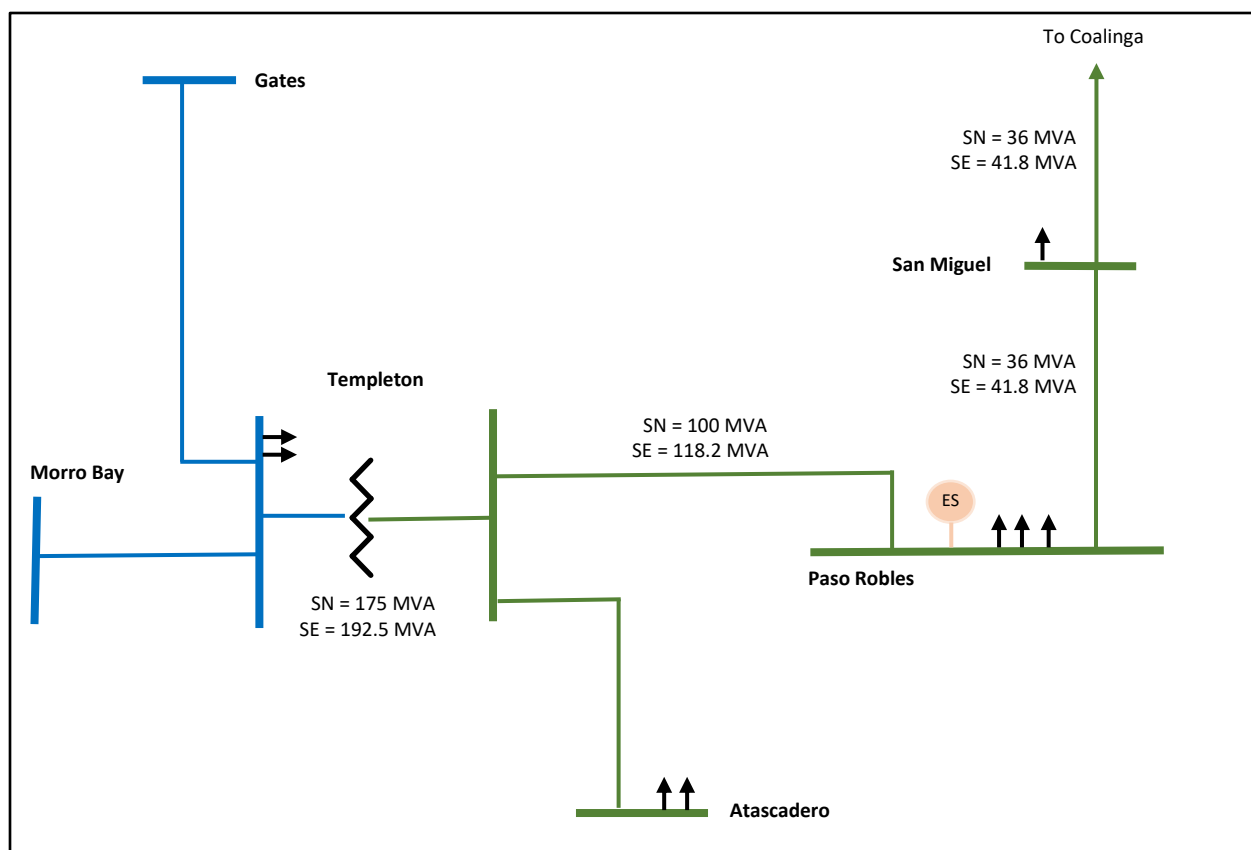 To Coalinga
Gates
SN = 36 MVA
SE = 41.8 MVA
San Miguel
SN = 36 MVA
SE = 41.8 MVA
Templeton
SN = 100 MVA
SE = 118.2 MVA
Morro Bay
ES
Paso Robles
SN = 175 MVA
SE = 192.5 MVA
Atascadero